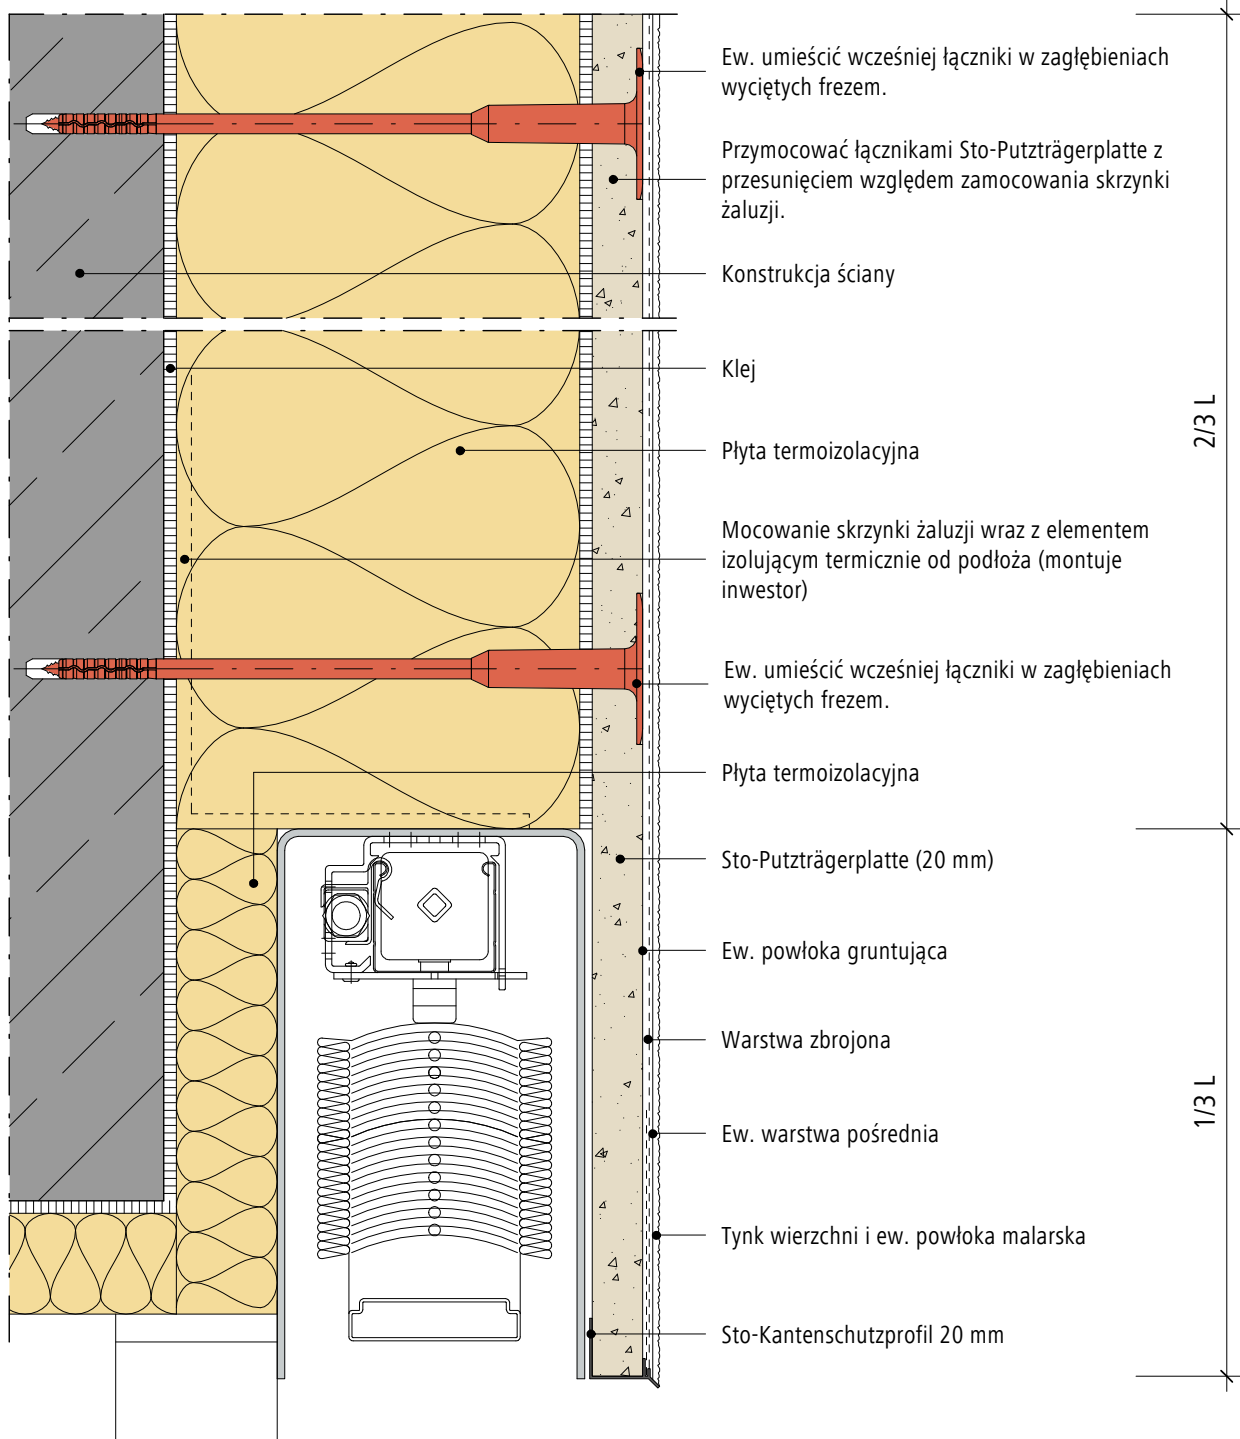 Ew. umieścić wcześniej łączniki w zagłębieniach
wyciętych frezem.
Przymocować łącznikami Sto-Putzträgerplatte z
przesunięciem względem zamocowania skrzynki
żaluzji.
Konstrukcja ściany
Klej
2/3 L
Płyta termoizolacyjna
Mocowanie skrzynki żaluzji wraz z elementem
izolującym termicznie od podłoża (montuje
inwestor)
Ew. umieścić wcześniej łączniki w zagłębieniach
wyciętych frezem.
Płyta termoizolacyjna
Sto-Putzträgerplatte (20 mm)
Ew. powłoka gruntująca
Warstwa zbrojona
1/3 L
Ew. warstwa pośrednia
Tynk wierzchni i ew. powłoka malarska
Sto-Kantenschutzprofil 20 mm